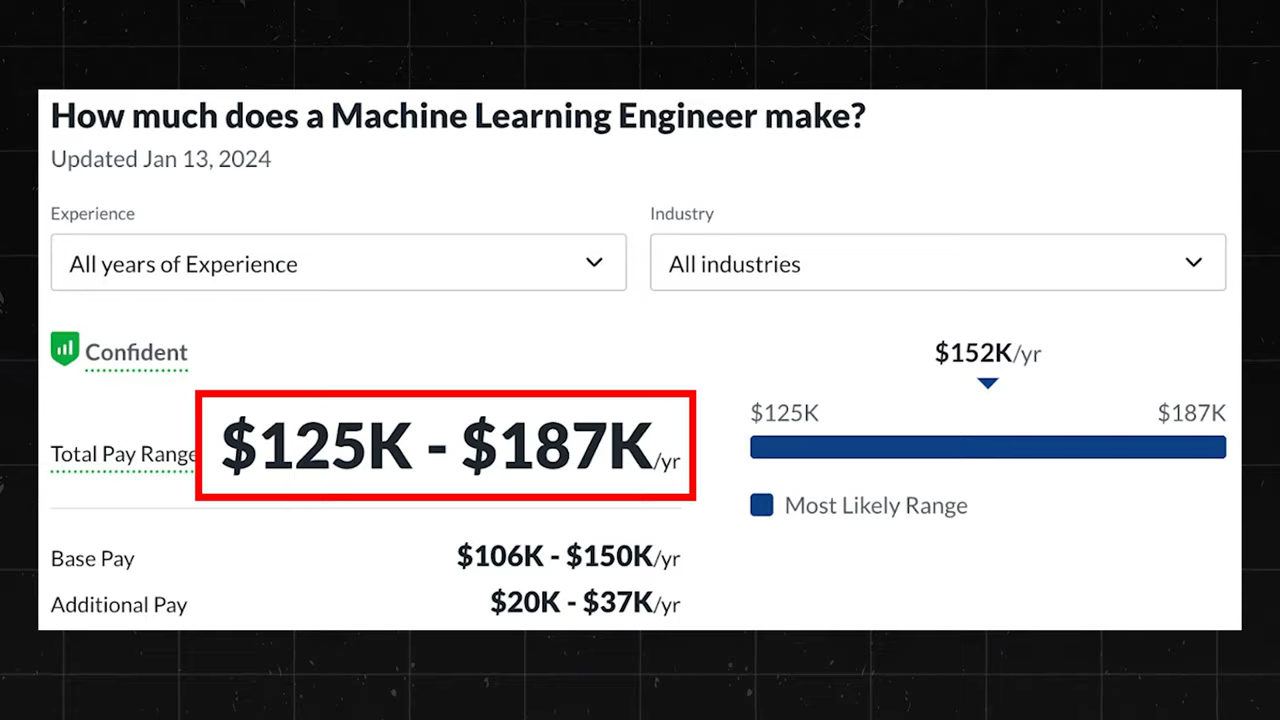 How much does a Machine Learning Engineer make?
Updated Jan 13, 2024
Experience
Industry
All years of Experience
All industries
Confident
Total Pay Range
$125K - $187K/yr
$152K/yr
$125K
$187K
Most Likely Range
Base Pay
$106K - $150K/yr
Additional Pay
$20K - $37K/yr